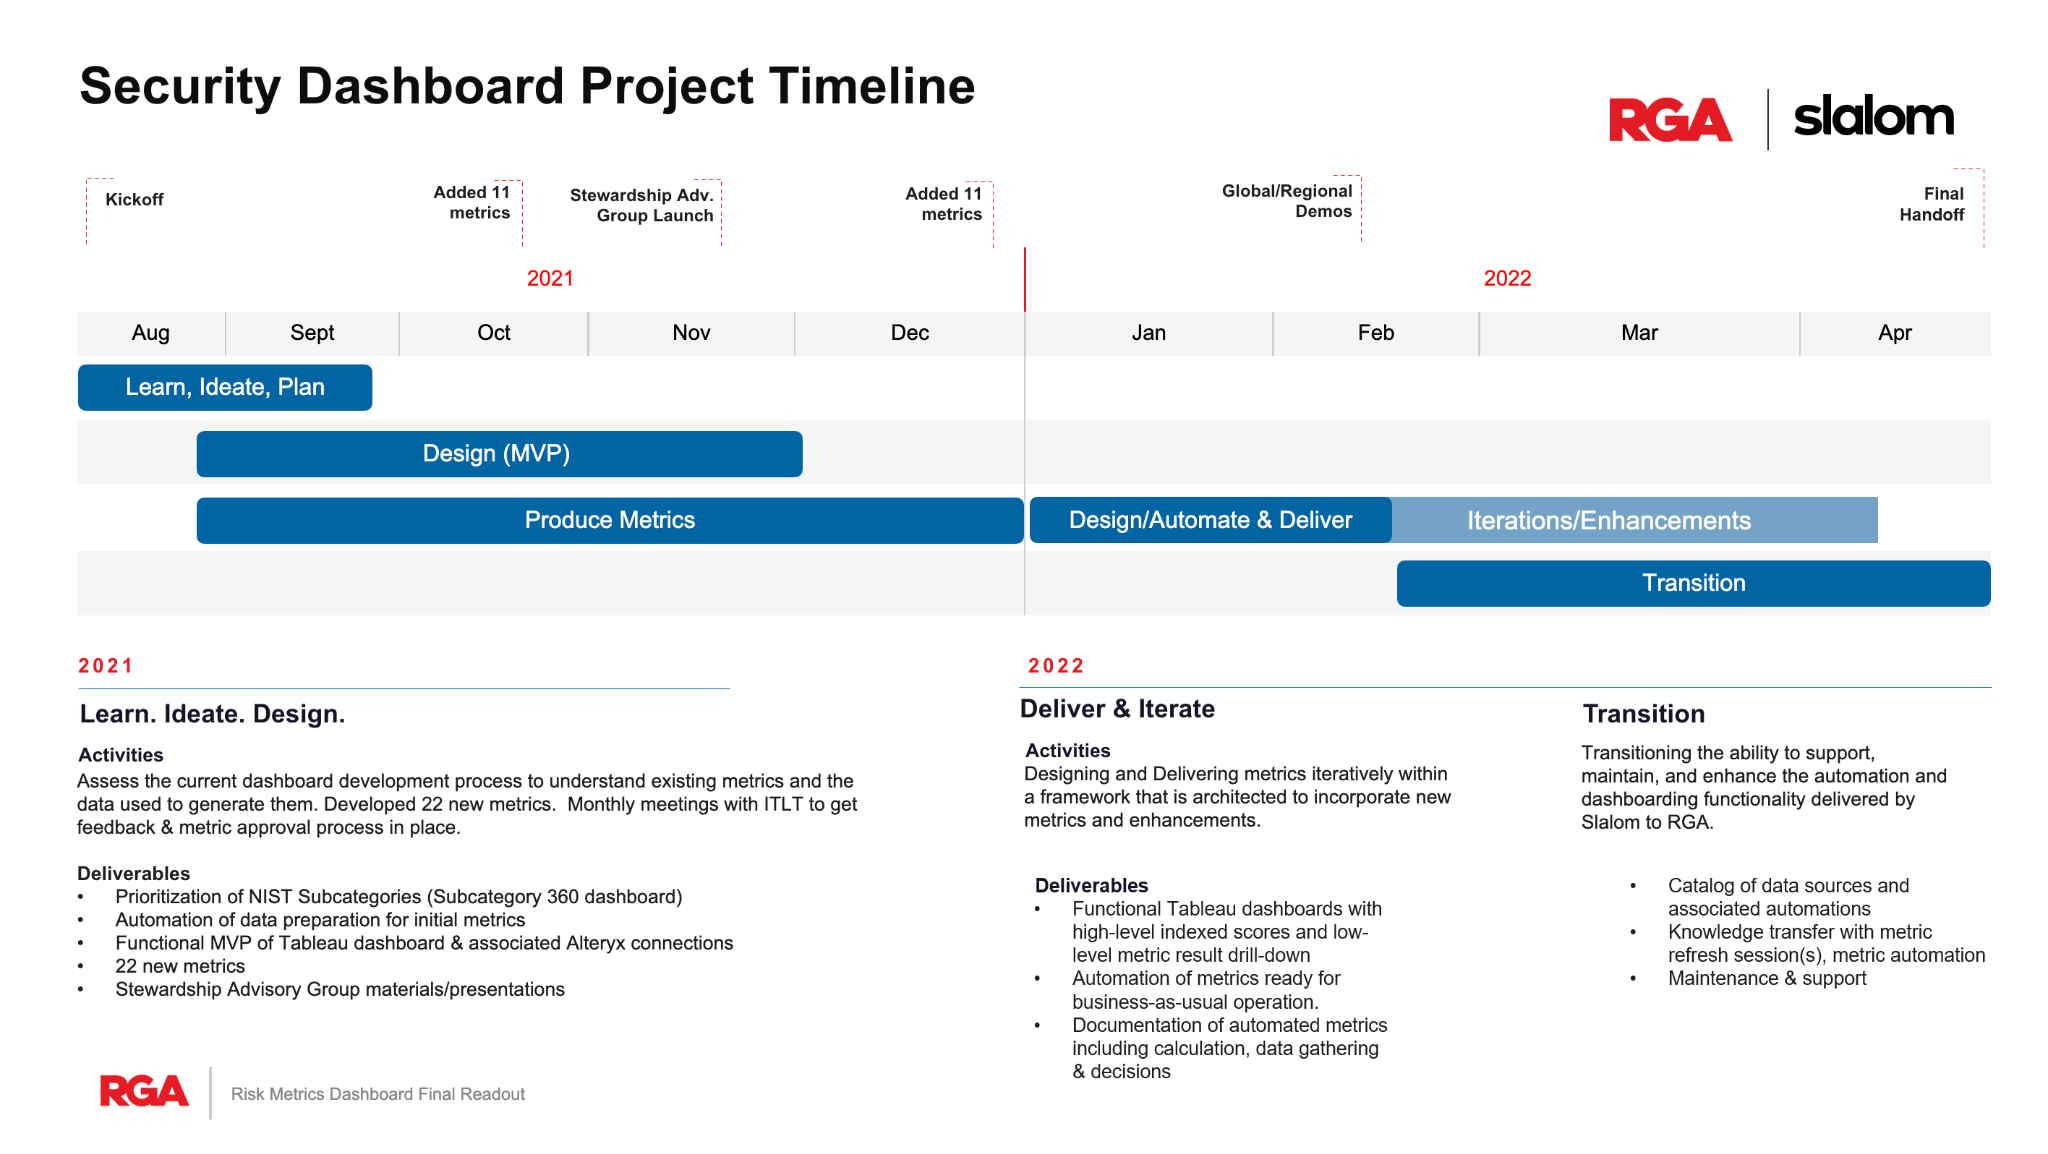 Security Dashboard Project Timeline
RGA | slalom
Kickoff
Added 11
metrics
Stewardship Adv.
Group Launch
Added 11
metrics
Global/Regional
Demos
Final
Handoff
2021
2022
Aug Sept Oct Nov Dec Jan Feb Mar Apr
Learn, Ideate, Plan
Design (MVP)
Produce Metrics
Design/Automate & Deliver
Iterations/Enhancements
Transition
2021
Learn. Ideate. Design.
Activities
Assess the current dashboard development process to understand existing metrics and the
data used to generate them. Developed 22 new metrics.  Monthly meetings with ITLT to get
feedback & metric approval process in place.
Deliverables
• Prioritization of NIST Subcategories (Subcategory 360 dashboard)
• Automation of data preparation for initial metrics
• Functional MVP of Tableau dashboard & associated Alteryx connections
• 22 new metrics
• Stewardship Advisory Group materials/presentations
2022
Deliver & Iterate
Activities
Designing and Delivering metrics iteratively within
a framework that is architected to incorporate new
metrics and enhancements.
Deliverables
• Functional Tableau dashboards with
high-level indexed scores and low-
level metric result drill-down
• Automation of metrics ready for
business-as-usual operation.
• Documentation of automated metrics
including calculation, data gathering
& decisions
Transition
Transitioning the ability to support,
maintain, and enhance the automation and
dashboarding functionality delivered by
Slalom to RGA.
• Catalog of data sources and
associated automations
• Knowledge transfer with metric
refresh session(s), metric automation
• Maintenance & support
RGA | Risk Metrics Dashboard Final Readout